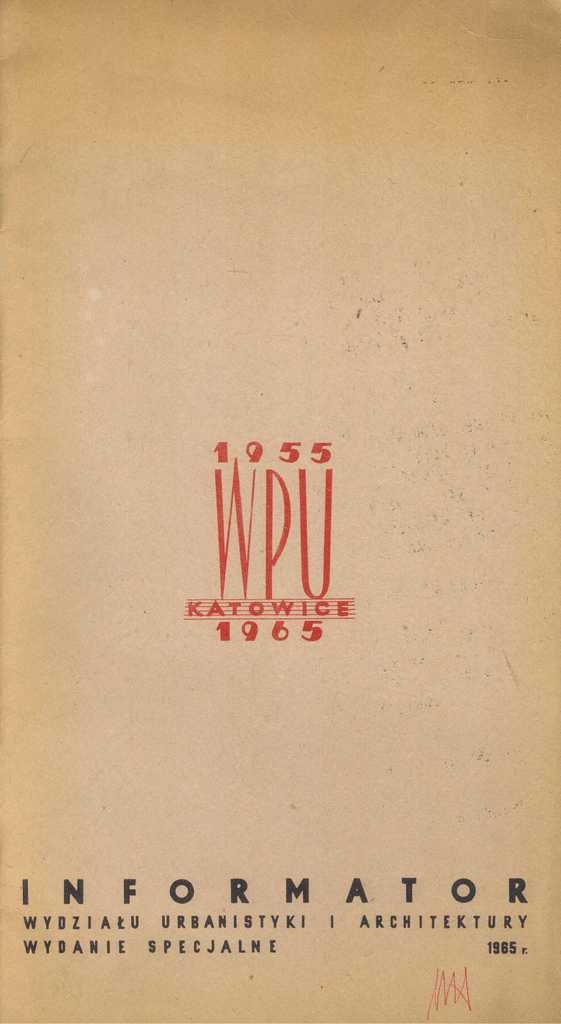 1955
WPU
KATOWICE
1965
INFORMATOR
WYDZIAŁU URBANISTYKI I ARCHITEKTURY
WYDANIE SPECJALNE 1965 r.